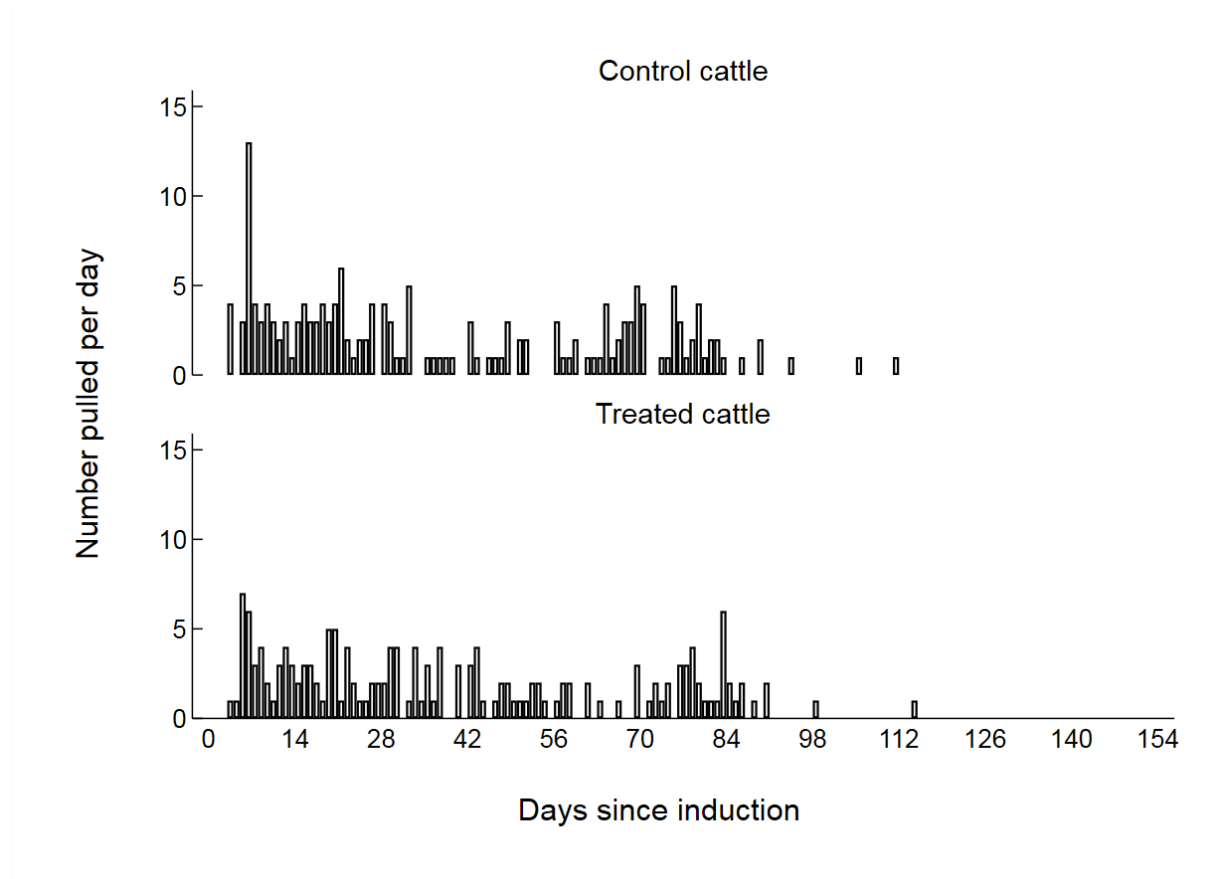 Control cattle
15
10
5
0
Number pulled per day
Treated cattle
15
10
5
0
0 14 28 42 56 70 84 98 112 126 140 154
Days since induction